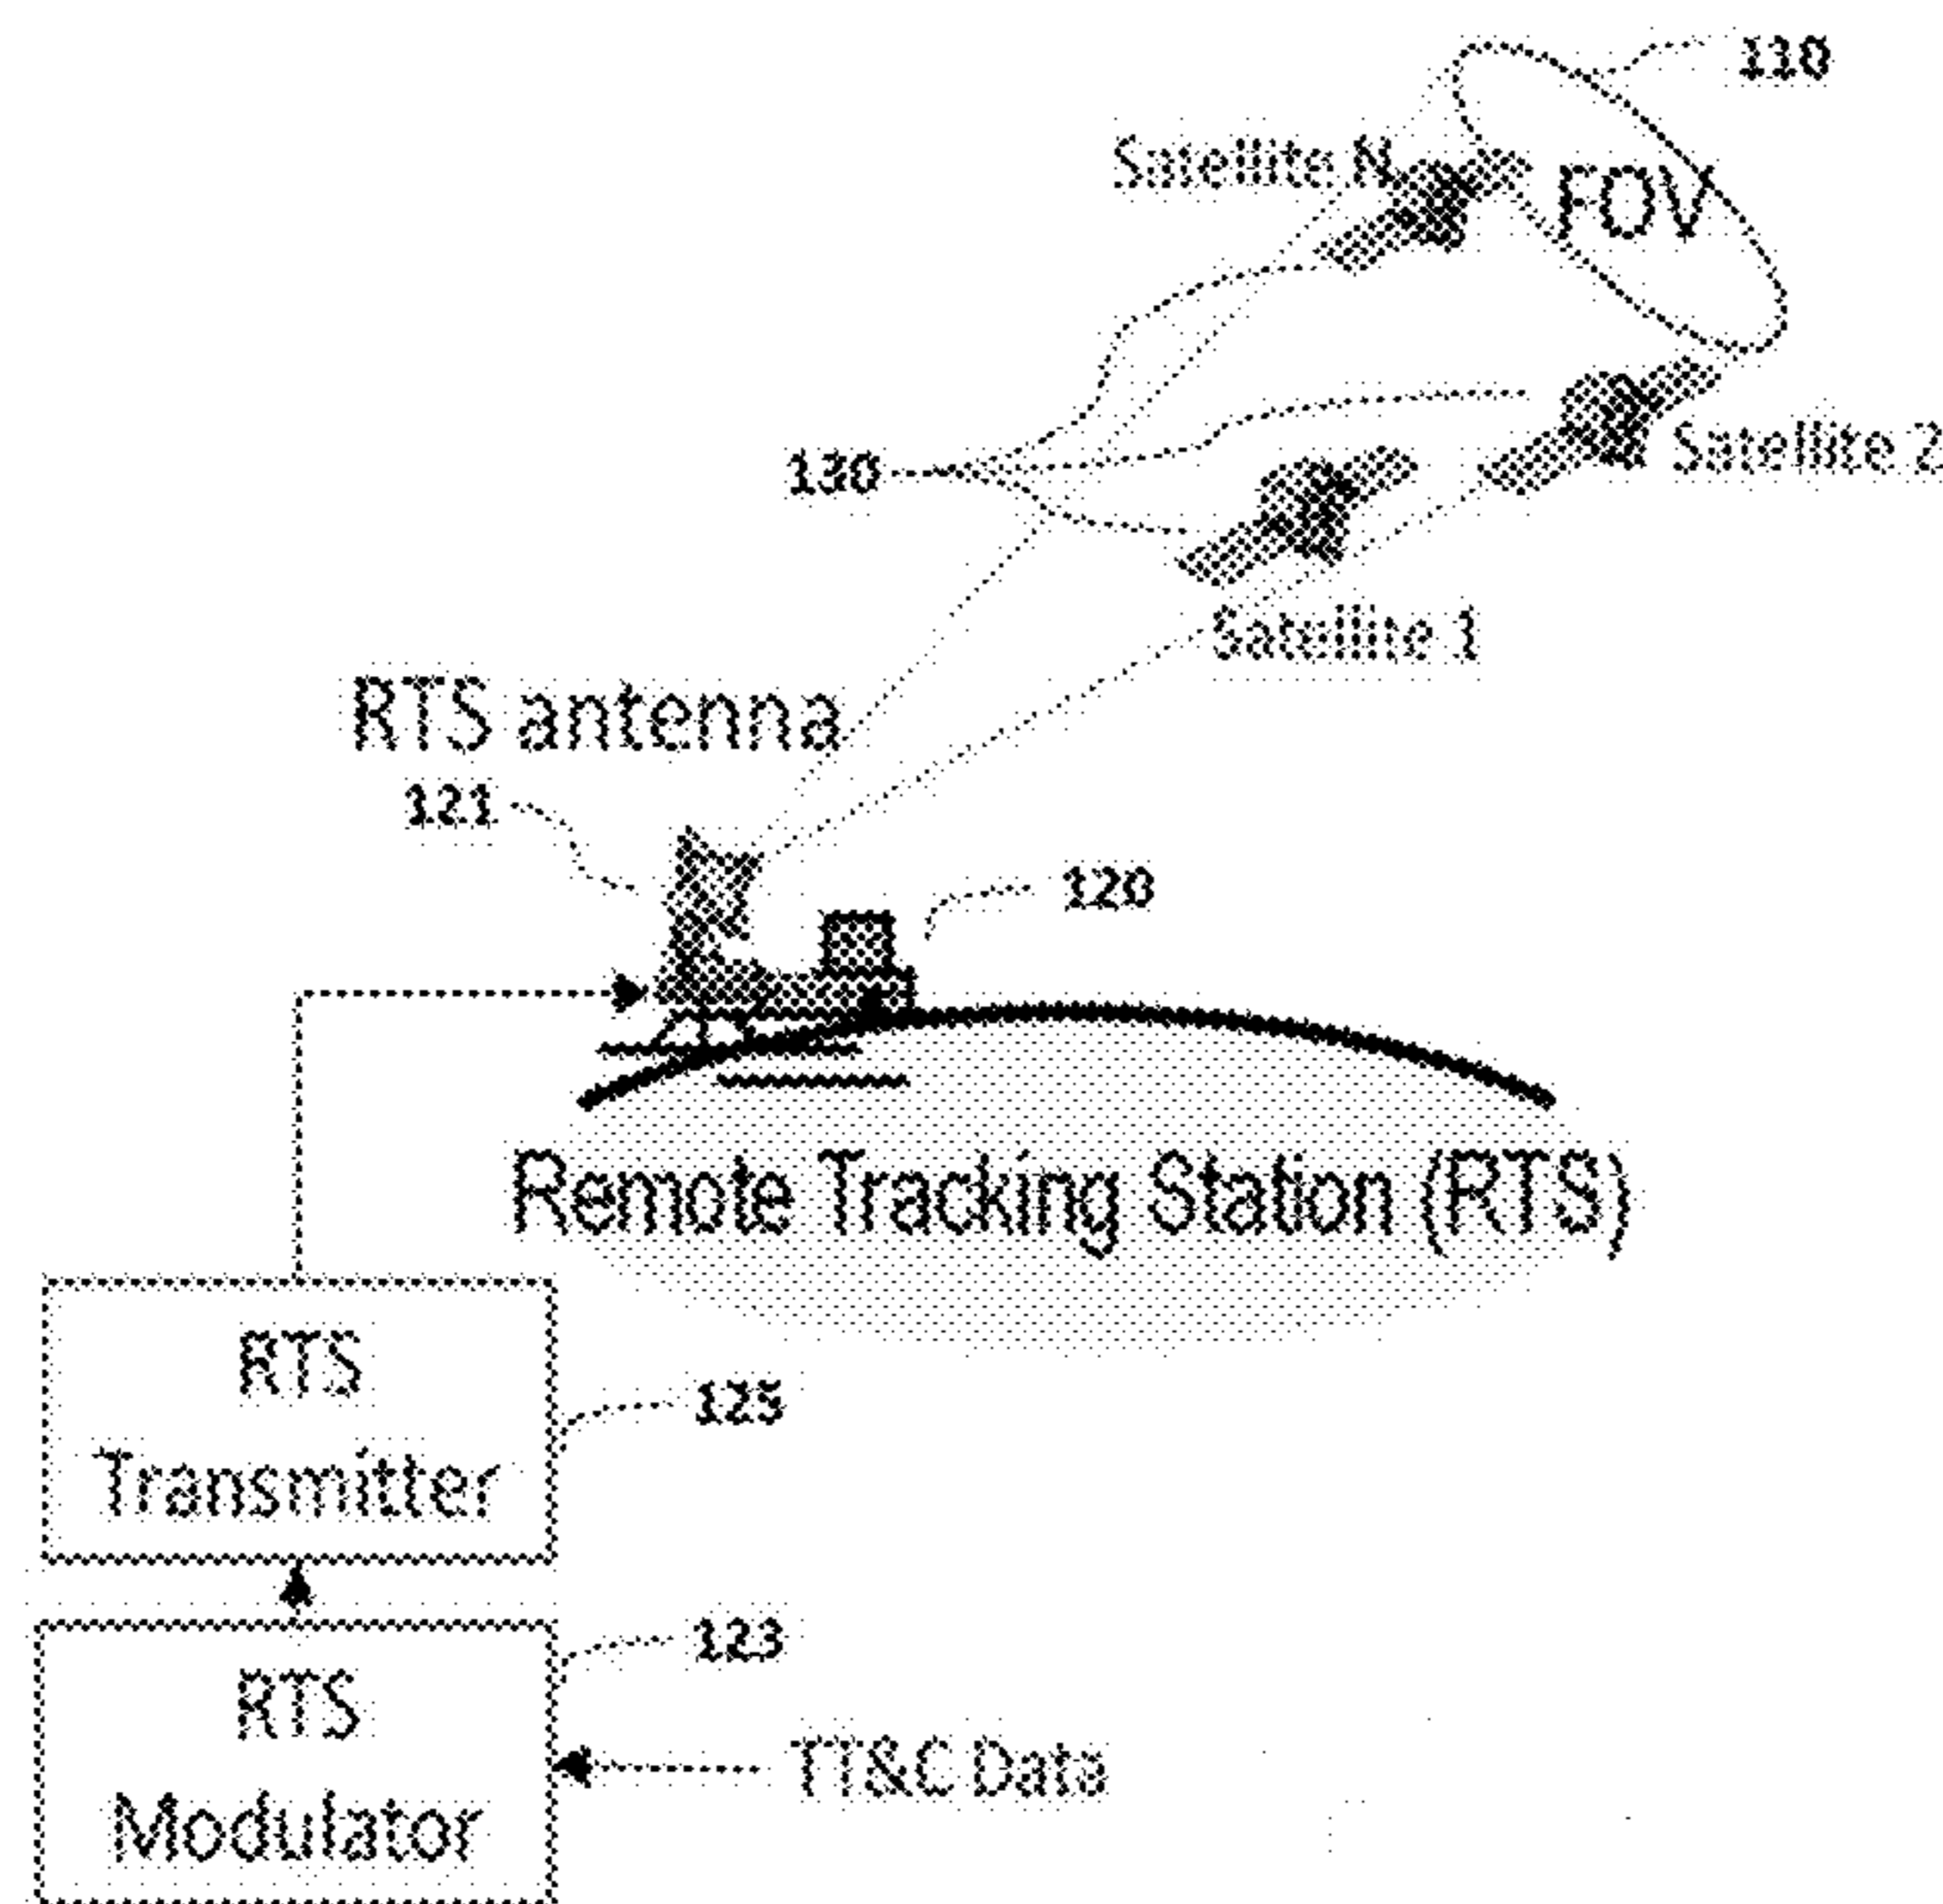 110
Satellite N
FOV
130
Satellite 2
Satellite 1
RTS antenna
121
120
Remote Tracking Station (RTS)
RTS
Transmitter
125
123
RTS
Modulator
TT&C Data